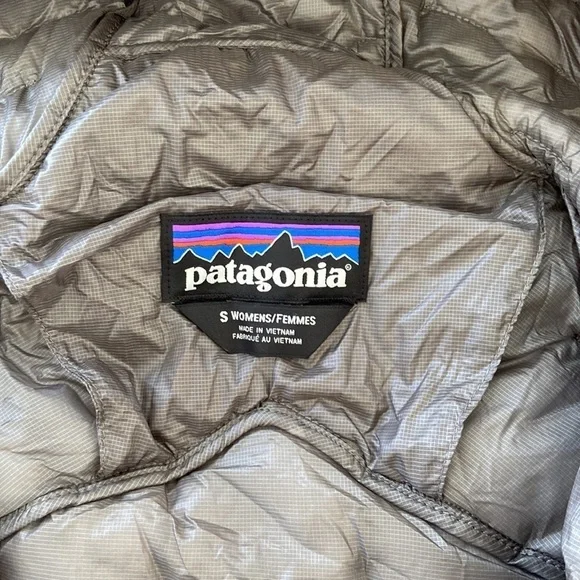 patagonia®
S WOMENS/FEMMES
MADE IN VIETNAM
FABRIQUÉ AU VIETNAM